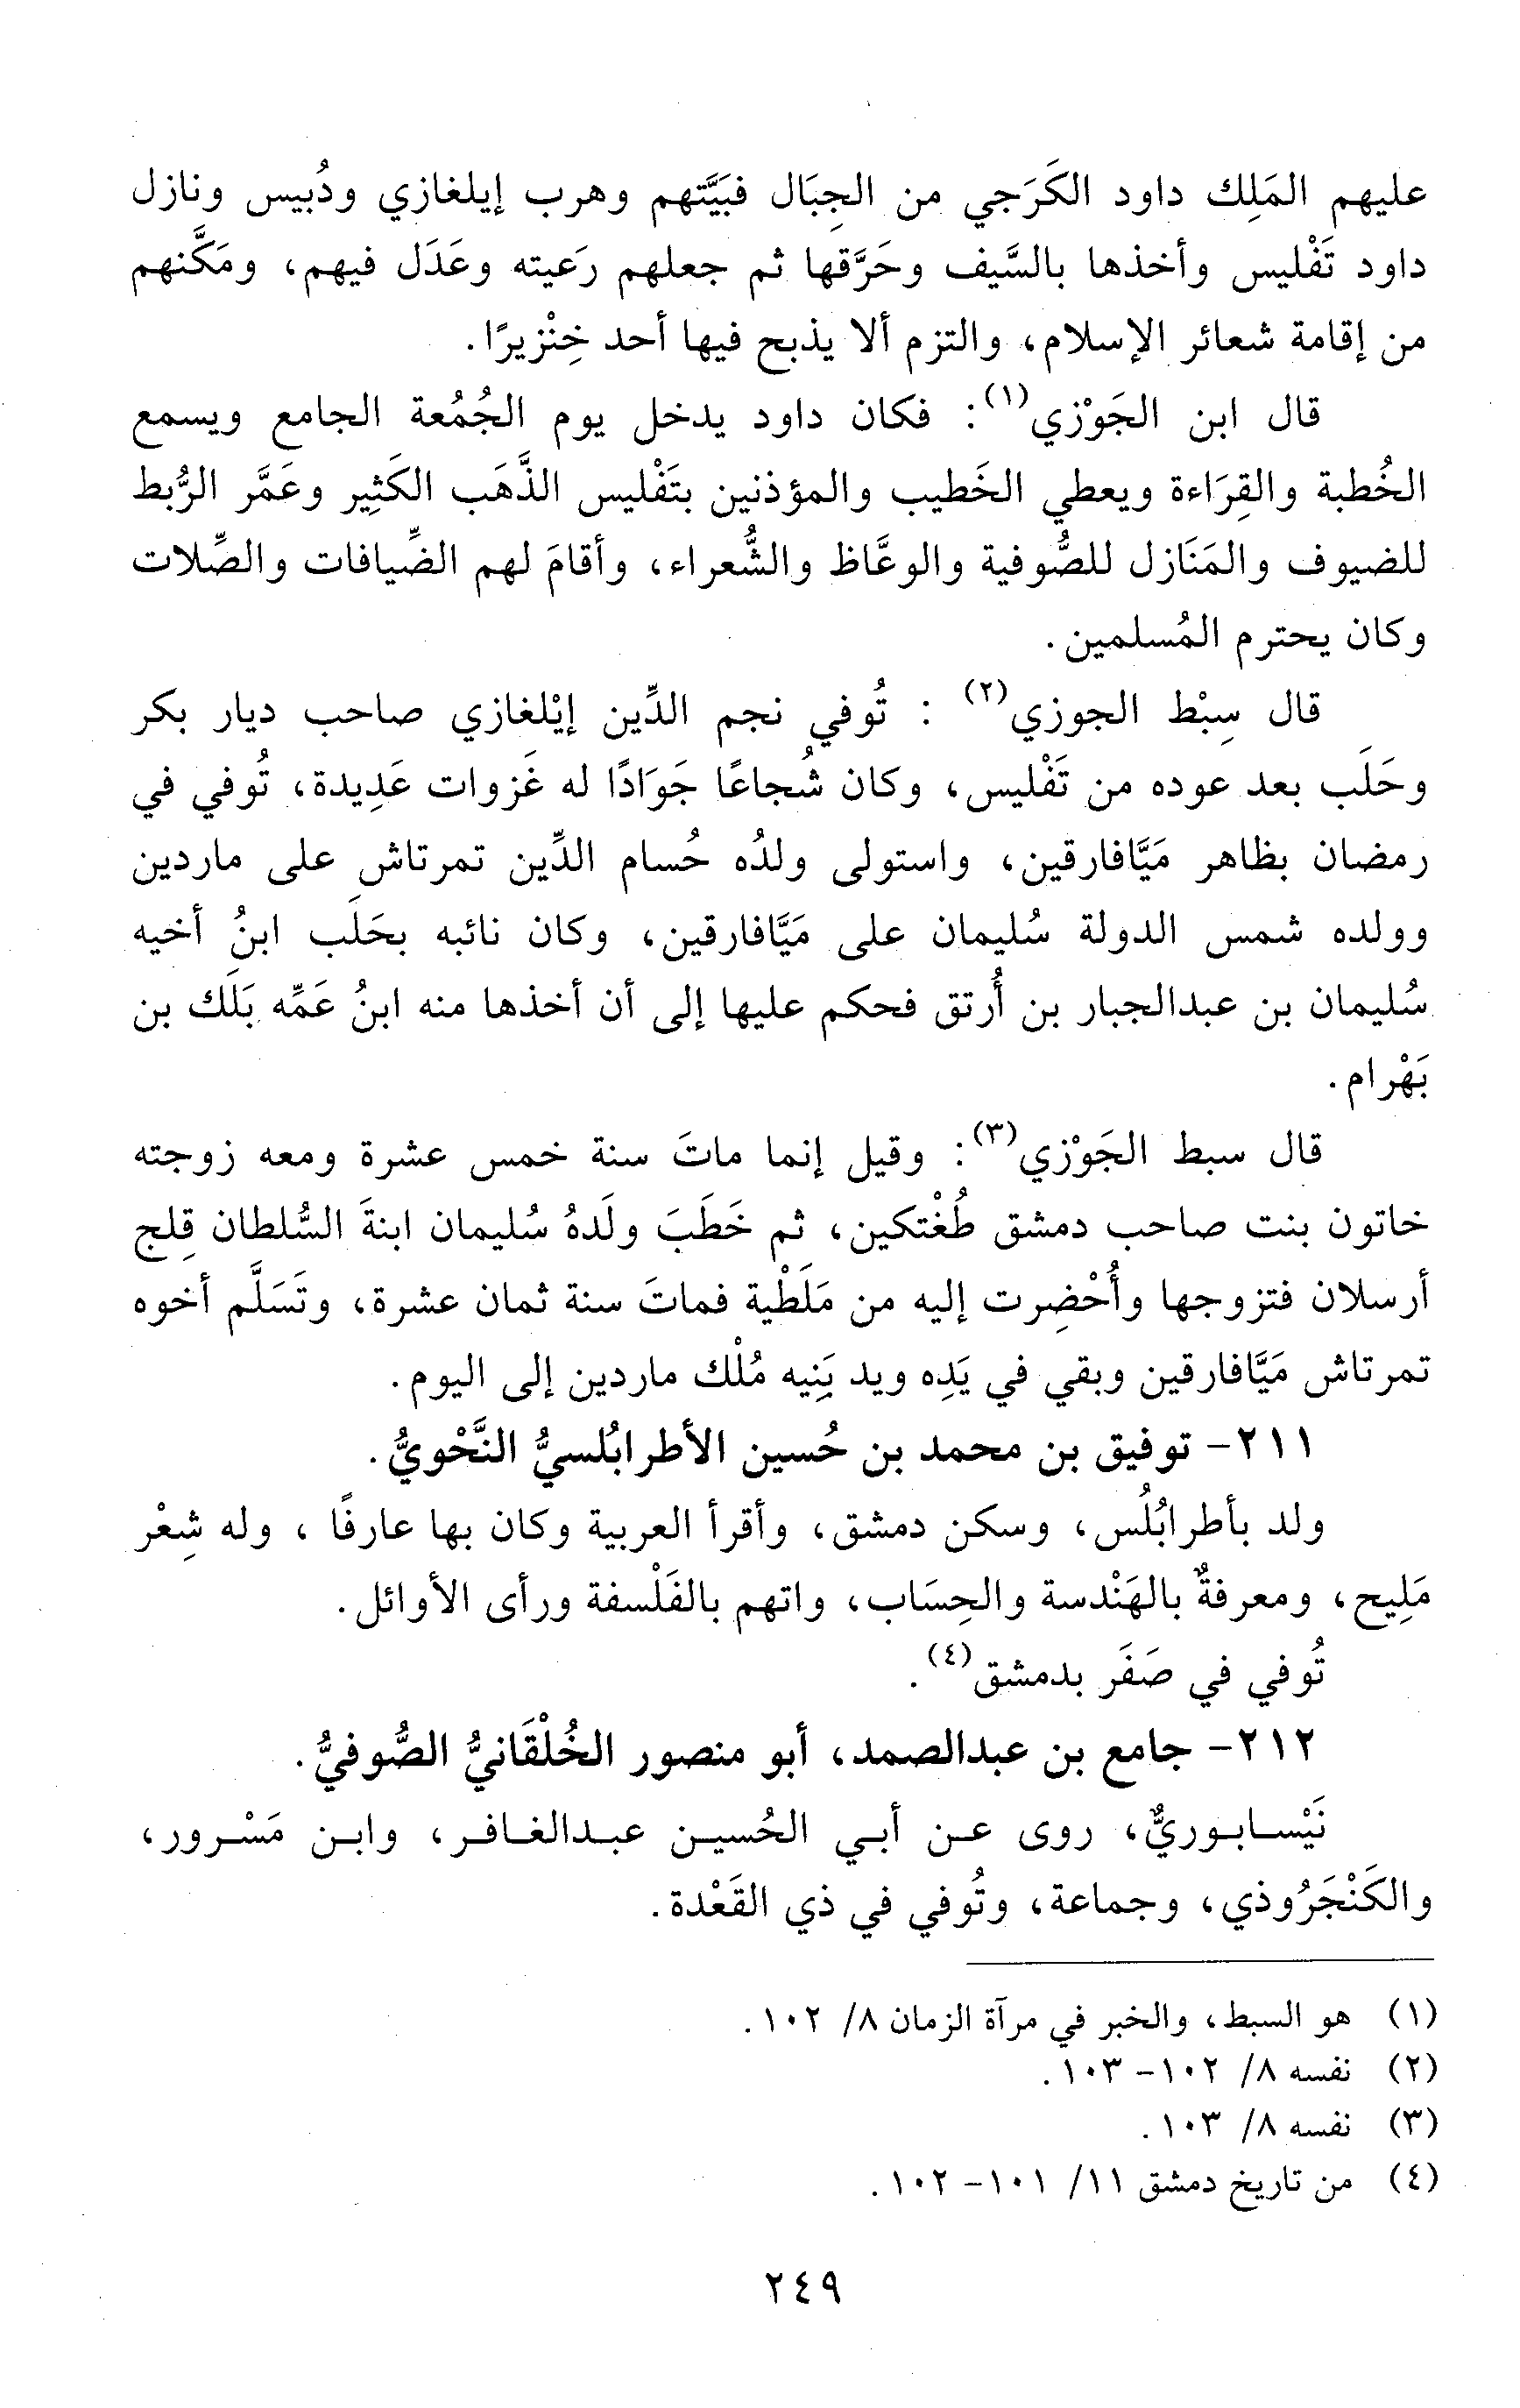 عليهم المَلِك داود الكَرَجي من الجِبَال فبَيَّتهم وهرب إيلغازي ودُبيس ونازل
داود تَفْليس وأخذها بالسَّيف وحَرَّقها ثم جعلهم رَعيته وعَدَل فيهم، ومَكَّنهم
من إقامة شعائر الإسلام، والتزم ألا يذبح فيها أحد خِنْزيرًا.
قال ابن الجَوْزي(١): فكان داود يدخل يوم الجُمُعة الجامع ويسمع
الخُطبة والقِرَاءة ويعطي الخَطيب والمؤذنين بتَفْليس الذَّهَب الكَثِير وعَمَّر الرُّبط
للضيوف والمَنَازل للصُّوفية والوعَّاظ والشُّعراء، وأقامَ لهم الضِّيافات والصِّلات
وكان يحترم المُسلمين.
قال سِبْط الجوزي(٢) : تُوفي نجم الدِّين إيْلغازي صاحب ديار بكر
وحَلَب بعد عوده من تَفْليس، وكان شُجاعًا جَوَادًا له غَزوات عَدِيدة، تُوفي في
رمضان بظاهر مَيَّافارقين، واستولى ولدُه حُسام الدِّين تمرتاش على ماردين
وولده شمس الدولة سُليمان على مَيَّافارقين، وكان نائبه بحَلَب ابنُ أخيه
سُليمان بن عبدالجبار بن أُرتق فحكم عليها إلى أن أخذها منه ابنُ عَمِّه بَلَك بن
بَهْرام.
قال سبط الجَوْزي(٣): وقيل إنما ماتَ سنة خمس عشرة ومعه زوجته
خاتون بنت صاحب دمشق طُغْتكين، ثم خَطَبَ ولَدهُ سُليمان ابنةَ السُّلطان قِلج
أرسلان فتزوجها وأُحْضِرت إليه من مَلَطْية فماتَ سنة ثمان عشرة، وتَسَلَّم أخوه
تمرتاش مَيَّافارقين وبقي في يَدِه ويد بَنِيه مُلْك ماردين إلى اليوم.
٢١١- توفيق بن محمد بن حُسين الأطرابُلسيُّ النَّحْويُّ.
ولد بأطرابُلُس، وسكن دمشق، وأقرأ العربية وكان بها عارفًا ، وله شِعْر
مَلِيح، ومعرفةٌ بالهَنْدسة والحِسَاب، واتهم بالفَلْسفة ورأى الأوائل.
تُوفي في صَفَر بدمشق(٤).
٢١٢- جامع بن عبدالصمد، أبو منصور الخُلْقَانيُّ الصُّوفيُّ.
نَيْسابوريٌّ، روى عن أبي الحُسين عبدالغافر، وابن مَسْرور،
والكَنْجَرُوذي، وجماعة، وتُوفي في ذي القَعْدة.
(١) هو السبط، والخبر في مرآة الزمان ٨/ ١٠٢.
(٢) نفسه ٨/ ١٠٢- ١٠٣.
(٣) نفسه ٨/ ١٠٣.
(٤) من تاريخ دمشق ١١/ ١٠١- ١٠٢.
٢٤٩